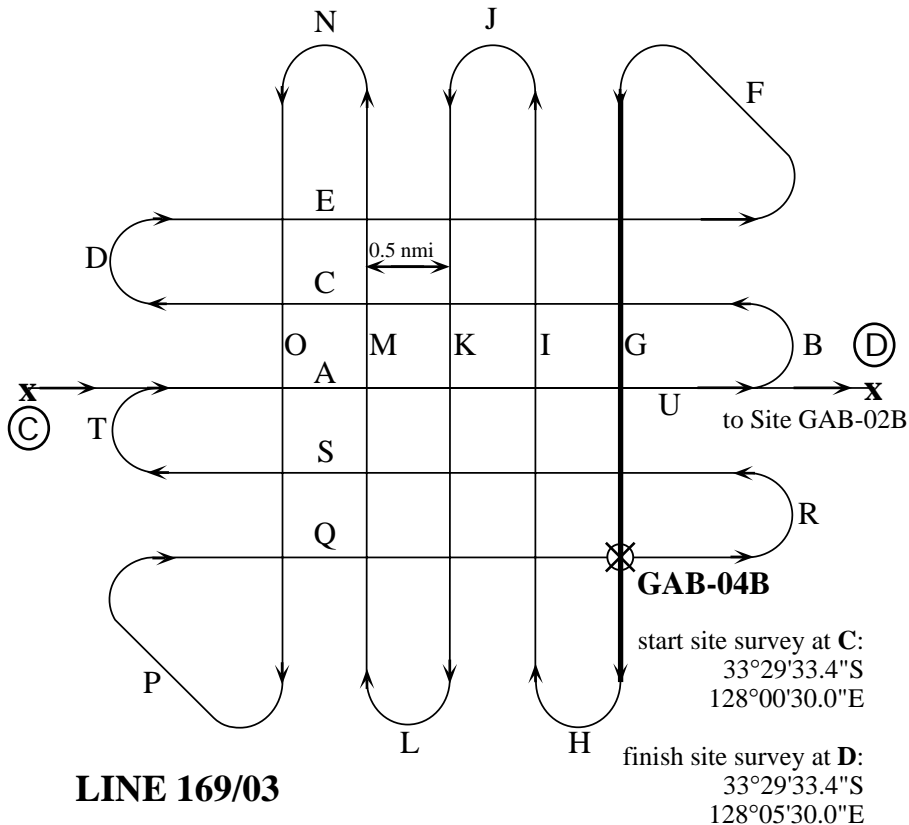 N
J
F
E
D
0.5 nmi
C
O
M
K
I
G
B
D
A
x
x
U
C
T
to Site GAB-02B
S
R
Q
GAB-04B
start site survey at C:
33°29'33.4"S
128°00'30.0"E
P
L
H
finish site survey at D:
33°29'33.4"S
128°05'30.0"E
LINE 169/03